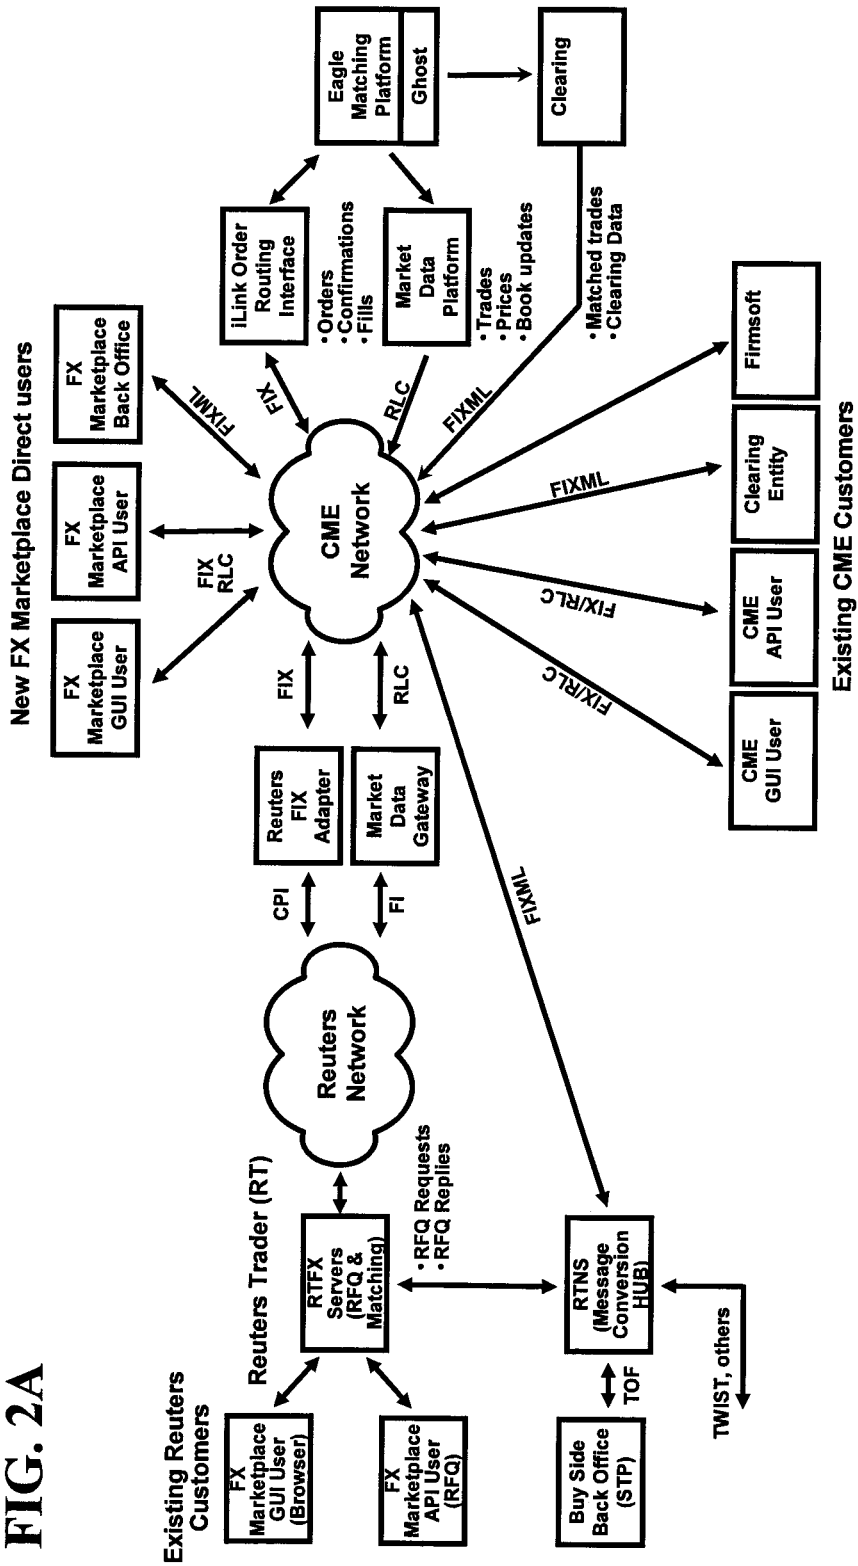 FIG. 2A
Existing Reuters
Customers
FX
Marketplace
GUI User
(Browser)
FX
Marketplace
API User
(RFQ)
Buy Side
Back Office
(STP)
TOF
TWIST, others
Reuters Trader (RT)
RTFX
Servers
(RFQ &
Matching)
•RFQ Requests
•RFQ Replies
RTNS
(Message
Conversion
HUB)
Reuters
Network
CPI
FI
Reuters
FIX
Adapter
Market
Data
Gateway
FIX
RLC
FIXML
New FX Marketplace Direct users
FX
Marketplace
GUI User
FX
Marketplace
API User
FX
Marketplace
Back Office
FIX
RLC
FIXML
CME
Network
FIX
RLC
FIXML
iLink Order
Routing
Interface
•Orders
•Confirmations
•Fills
Market
Data
Platform
•Trades
•Prices
•Book updates
Eagle
Matching
Platform
Ghost
Clearing
•Matched trades
•Clearing Data
FIX/RLC
FIX/RLC
FIXML
CME
GUI User
CME
API User
Clearing
Entity
Firmsoft
Existing CME Customers